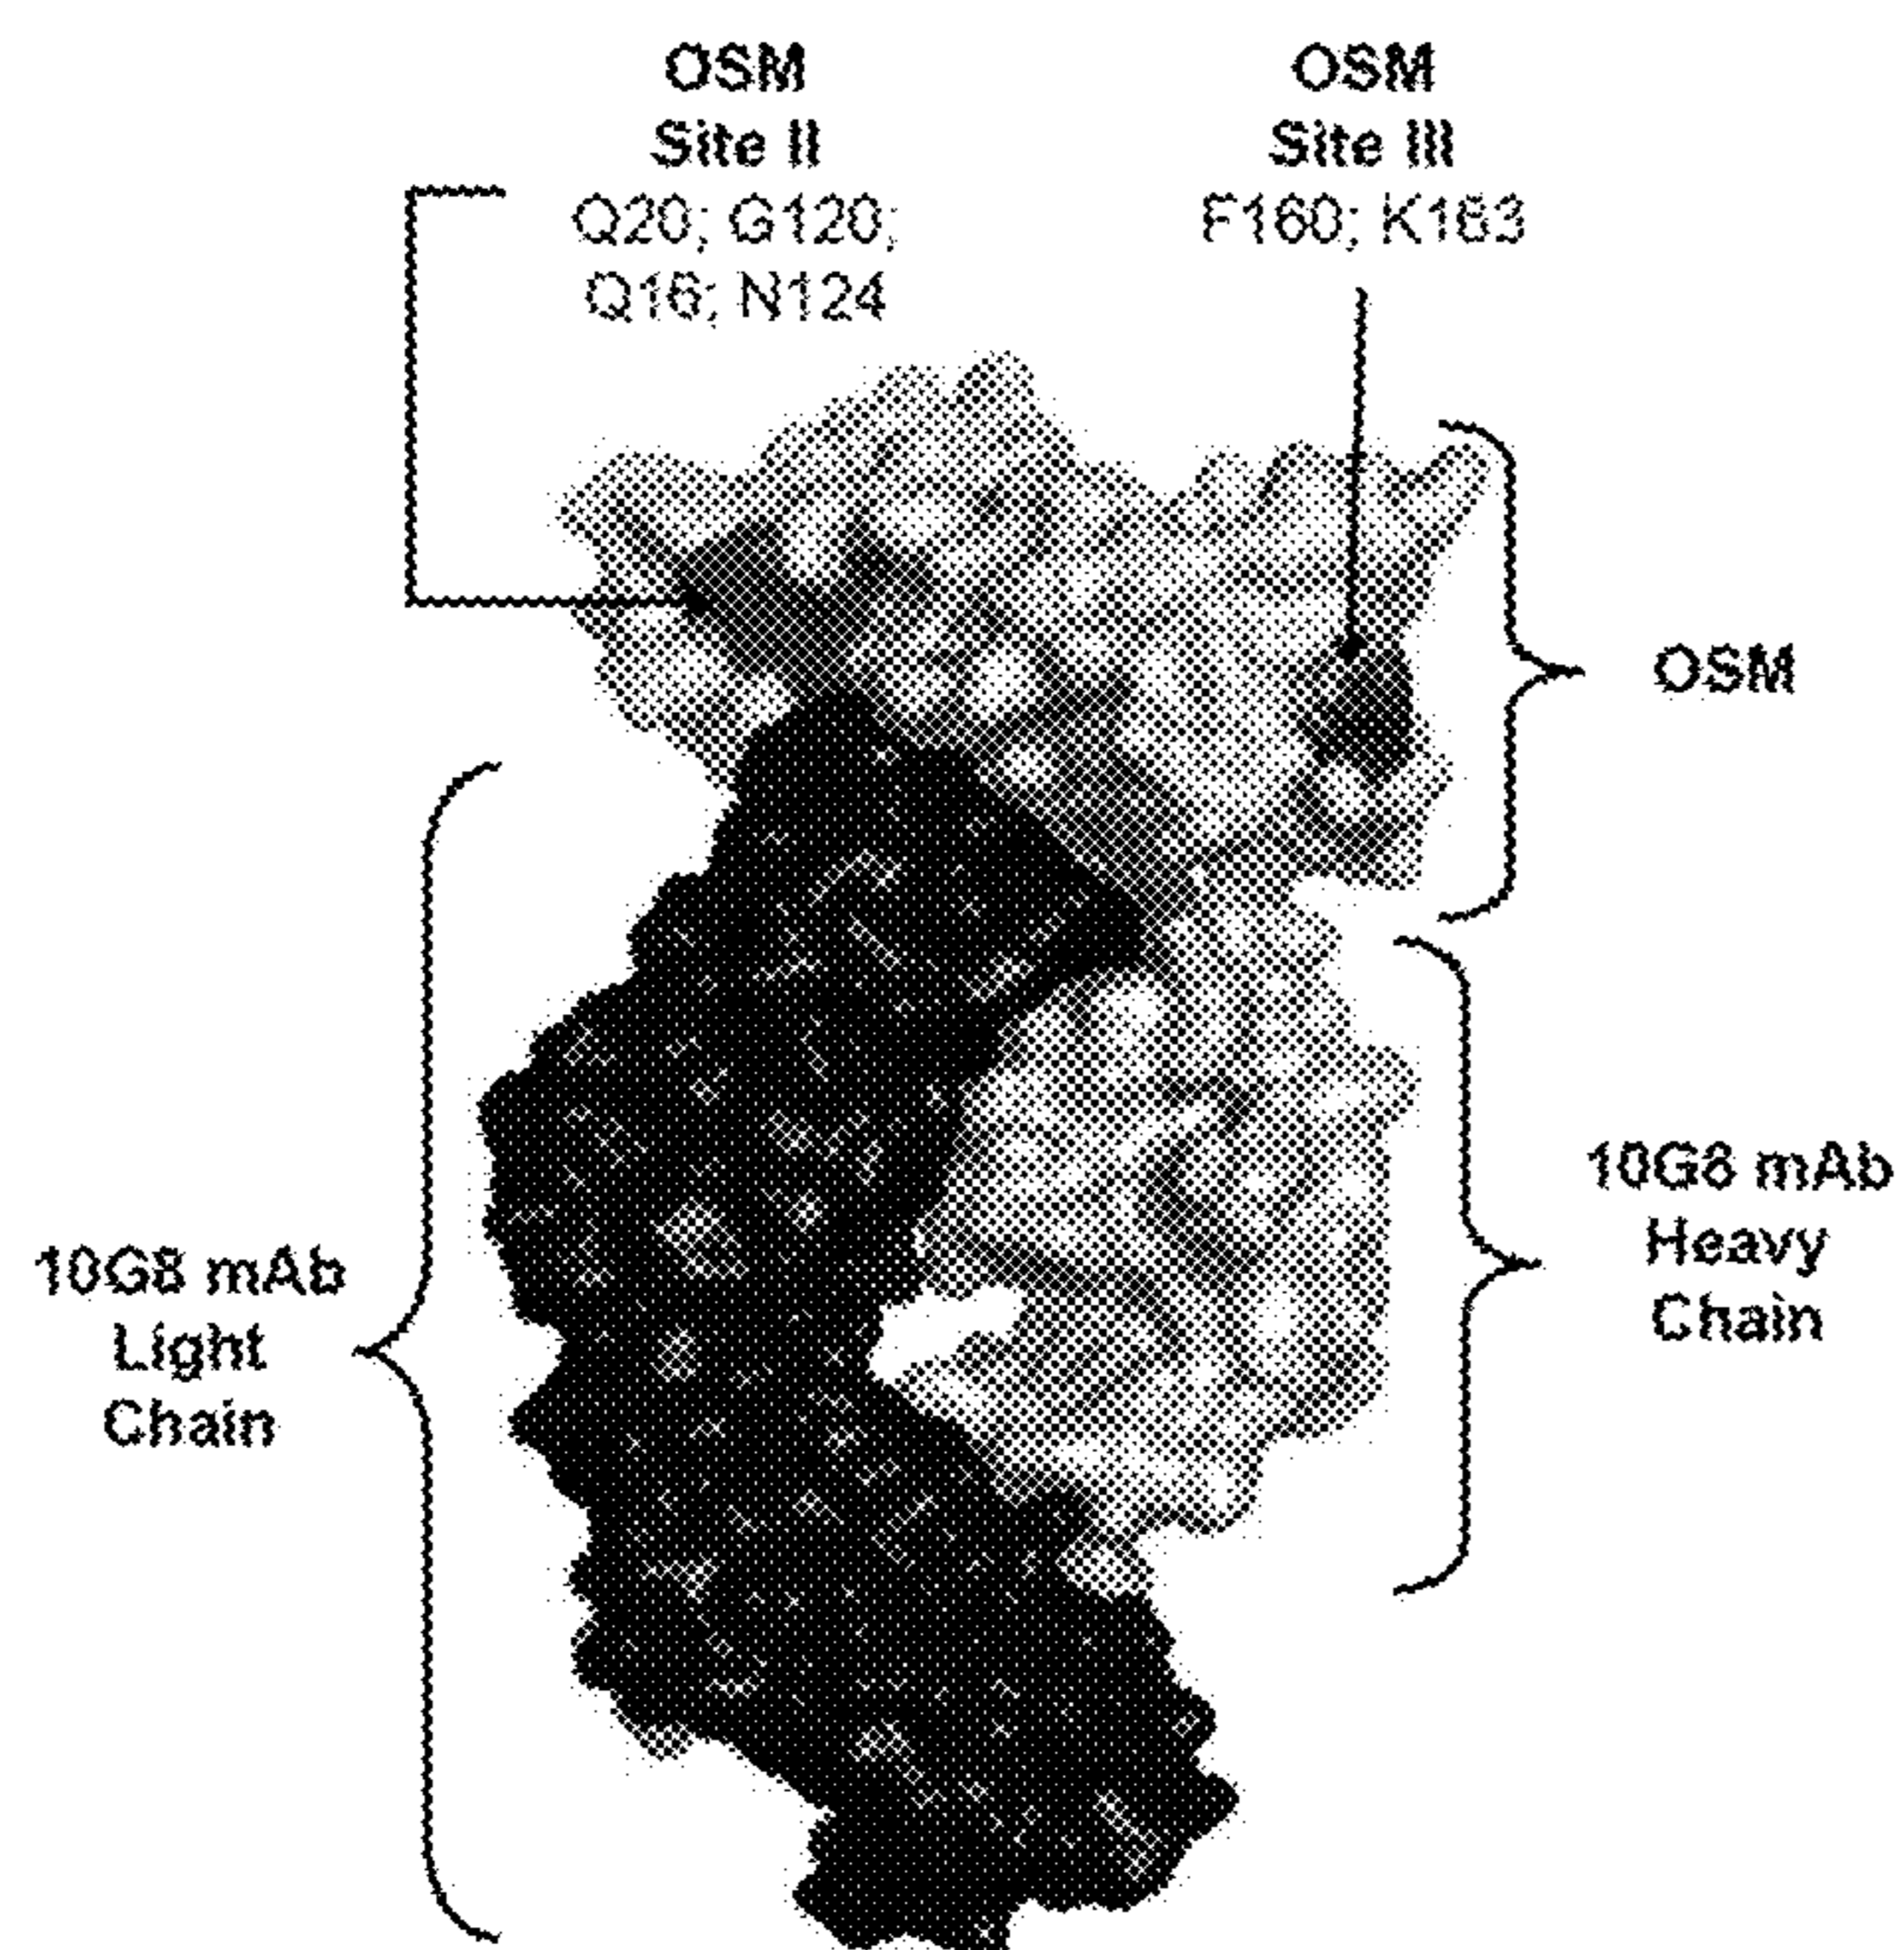 OSM
Site II
Q20; G120;
Q16; N124
OSM
Site III
F160; K163
OSM
10G8 mAb
Light
Chain
10G8 mAb
Heavy
Chain